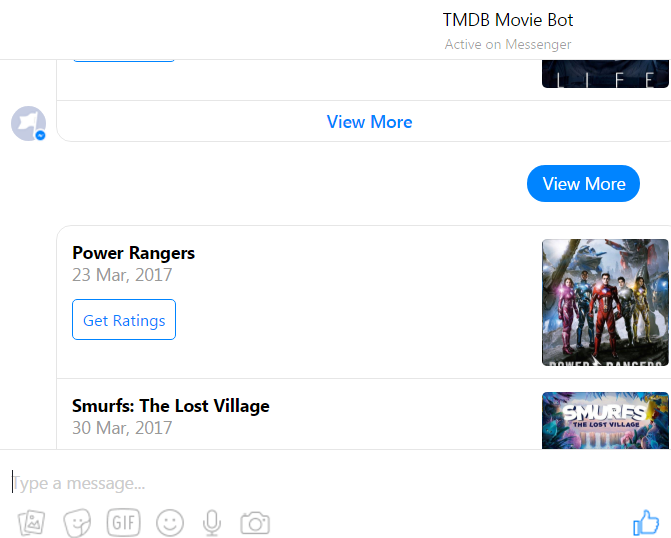 TMDB Movie Bot
Active on Messenger
L I F E
View More
View More
Power Rangers
23 Mar, 2017
Get Ratings
POWER RANGERS
Smurfs: The Lost Village
30 Mar, 2017
SMURFS
THE LOST VILLAGE
Type a message...
GIF